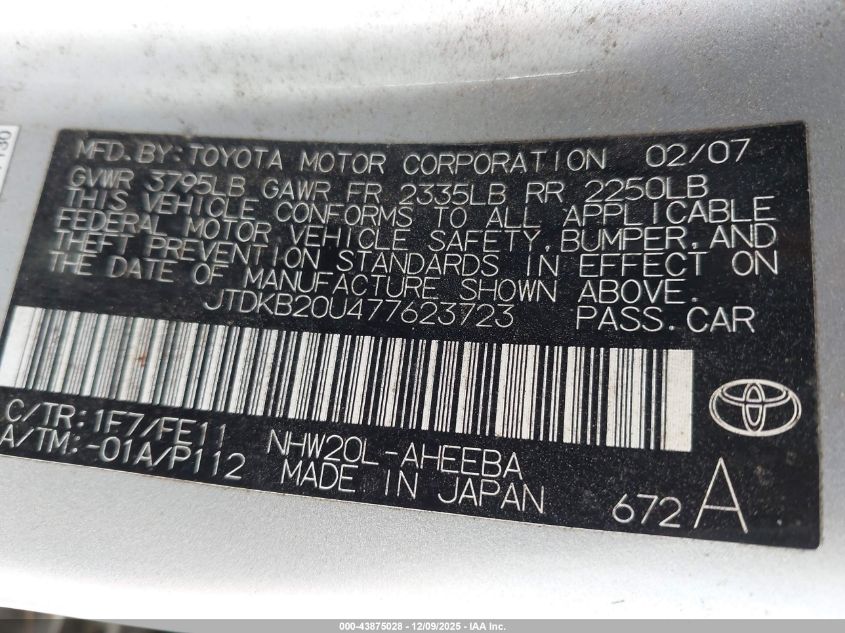 MFD.BY:TOYOTA MOTOR CORPORATION 02/07
GVWR 3795LB GAWR FR 2335LB RR 2250LB
THIS VEHICLE CONFORMS TO ALL APPLICABLE
FEDERAL MOTOR VEHICLE SAFETY,BUMPER,AND
THEFT PREVENTION STANDARDS IN EFFECT ON
THE DATE OF MANUFACTURE SHOWN ABOVE.
JTDKB20U477623723 PASS.CAR
C/TR:1F7/FE11
A/TM:-01A/P112
NHW20L-AHEEBA
MADE IN JAPAN
672 A
000-43875028 - 12/09/2025 - IAA Inc.